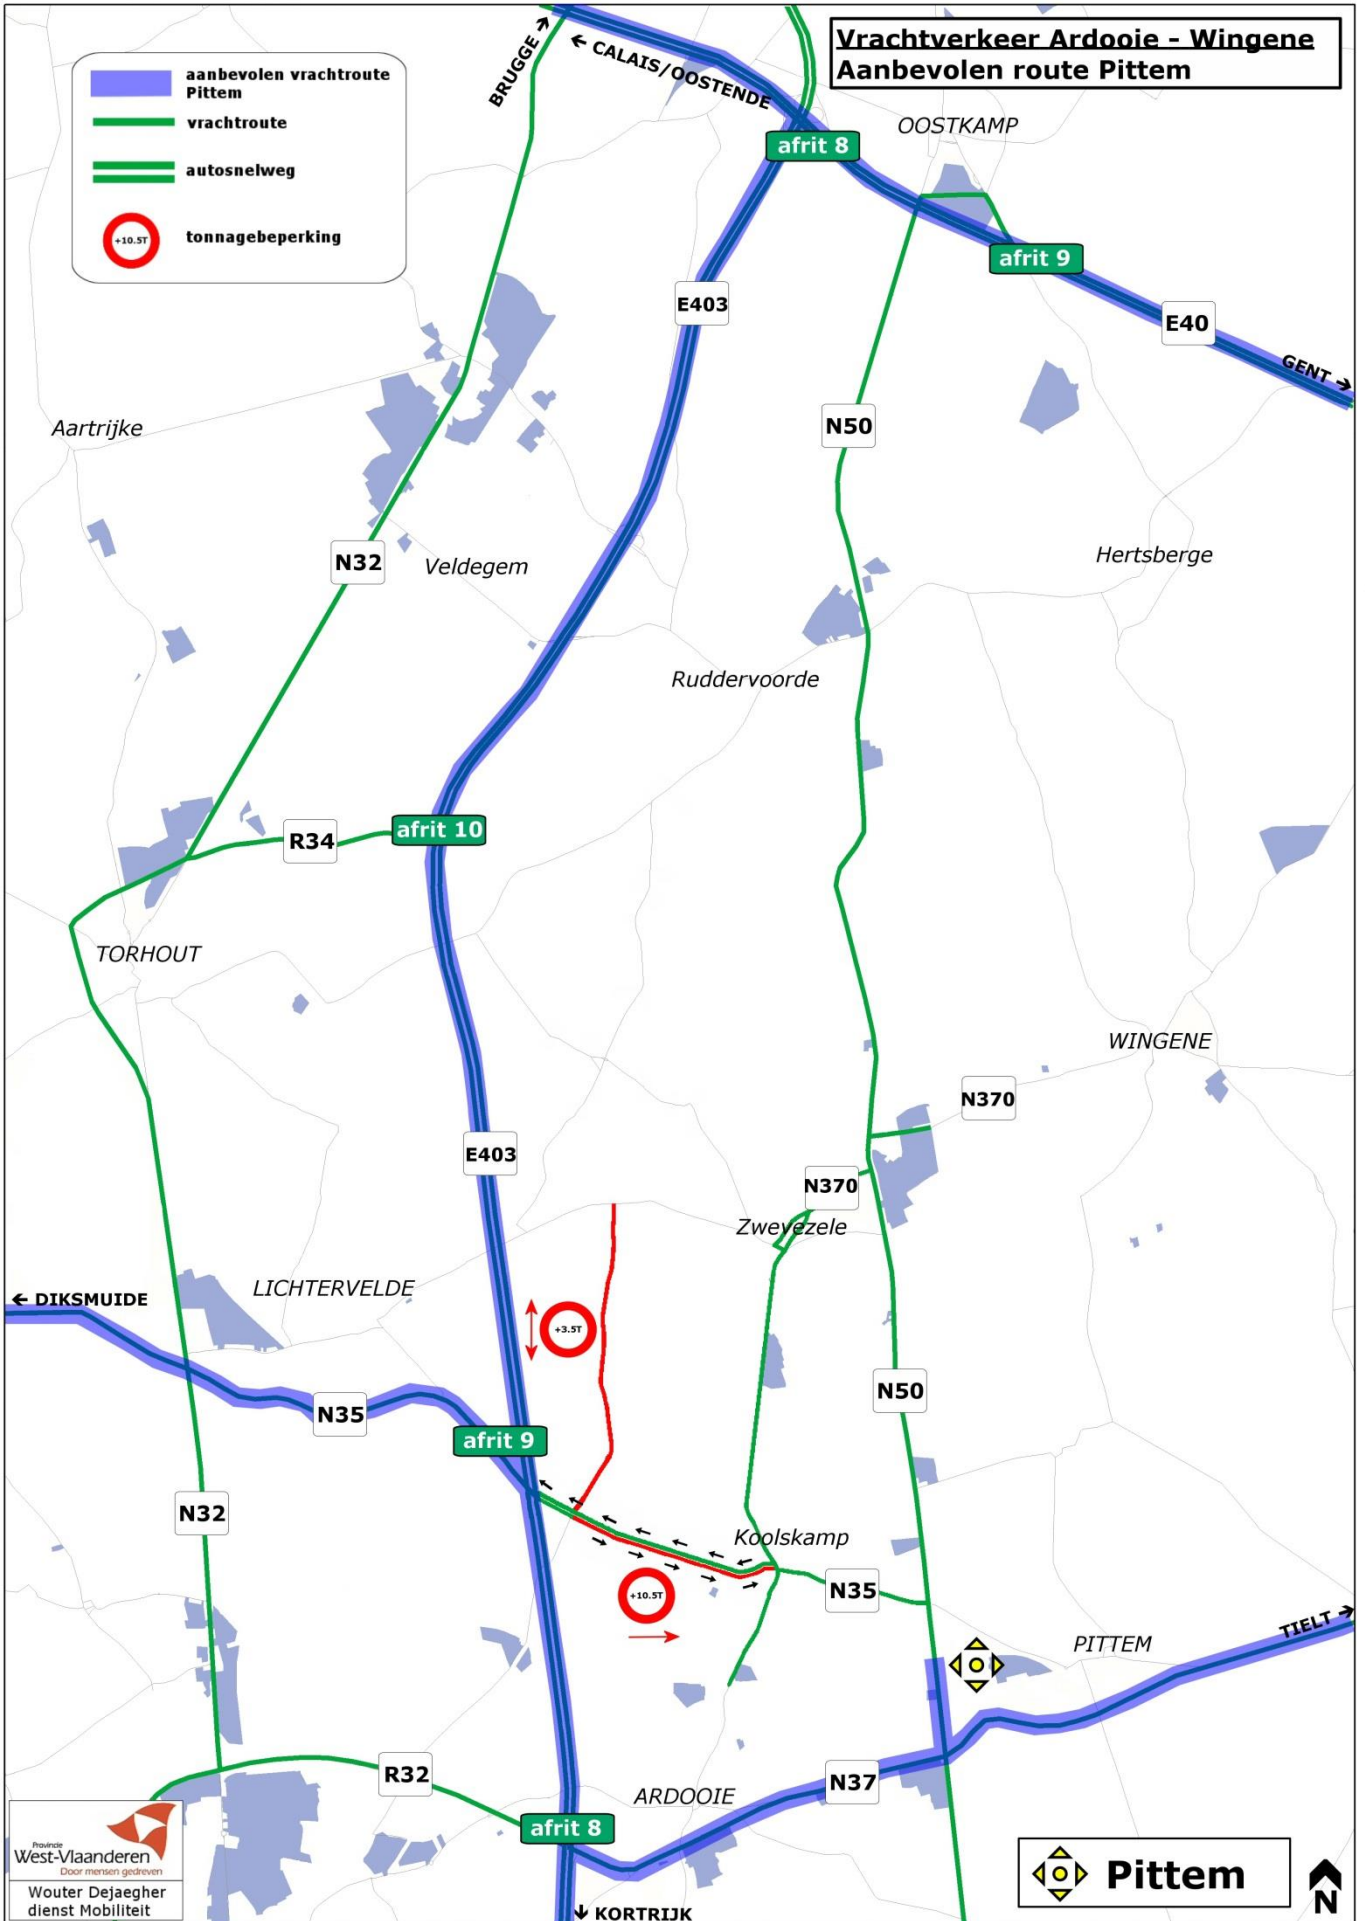 Vrachtverkeer Ardooie - Wingene
Aanbevolen route Pittem
aanbevolen vrachtroute
Pittem
vrachtroute
autosnelweg
+10.5T
tonnagebeperking
BRUGGE →
← CALAIS/OOSTENDE
afrit 8
OOSTKAMP
afrit 9
E403
E40
GENT →
Aartrijke
N50
N32
Veldegem
Hertsberge
Ruddervoorde
R34
afrit 10
TORHOUT
WINGENE
N370
E403
N370
Zwevezele
LICHTERVELDE
← DIKSMUIDE
+3.5T
N50
N35
afrit 9
N32
Koolskamp
+10.5T
N35
TIELT →
PITTEM
R32
N37
ARDOOIE
afrit 8
Provincie
West-Vlaanderen
Door mensen gedreven
Wouter Dejaegher
dienst Mobiliteit
↓ KORTRIJK
Pittem
N